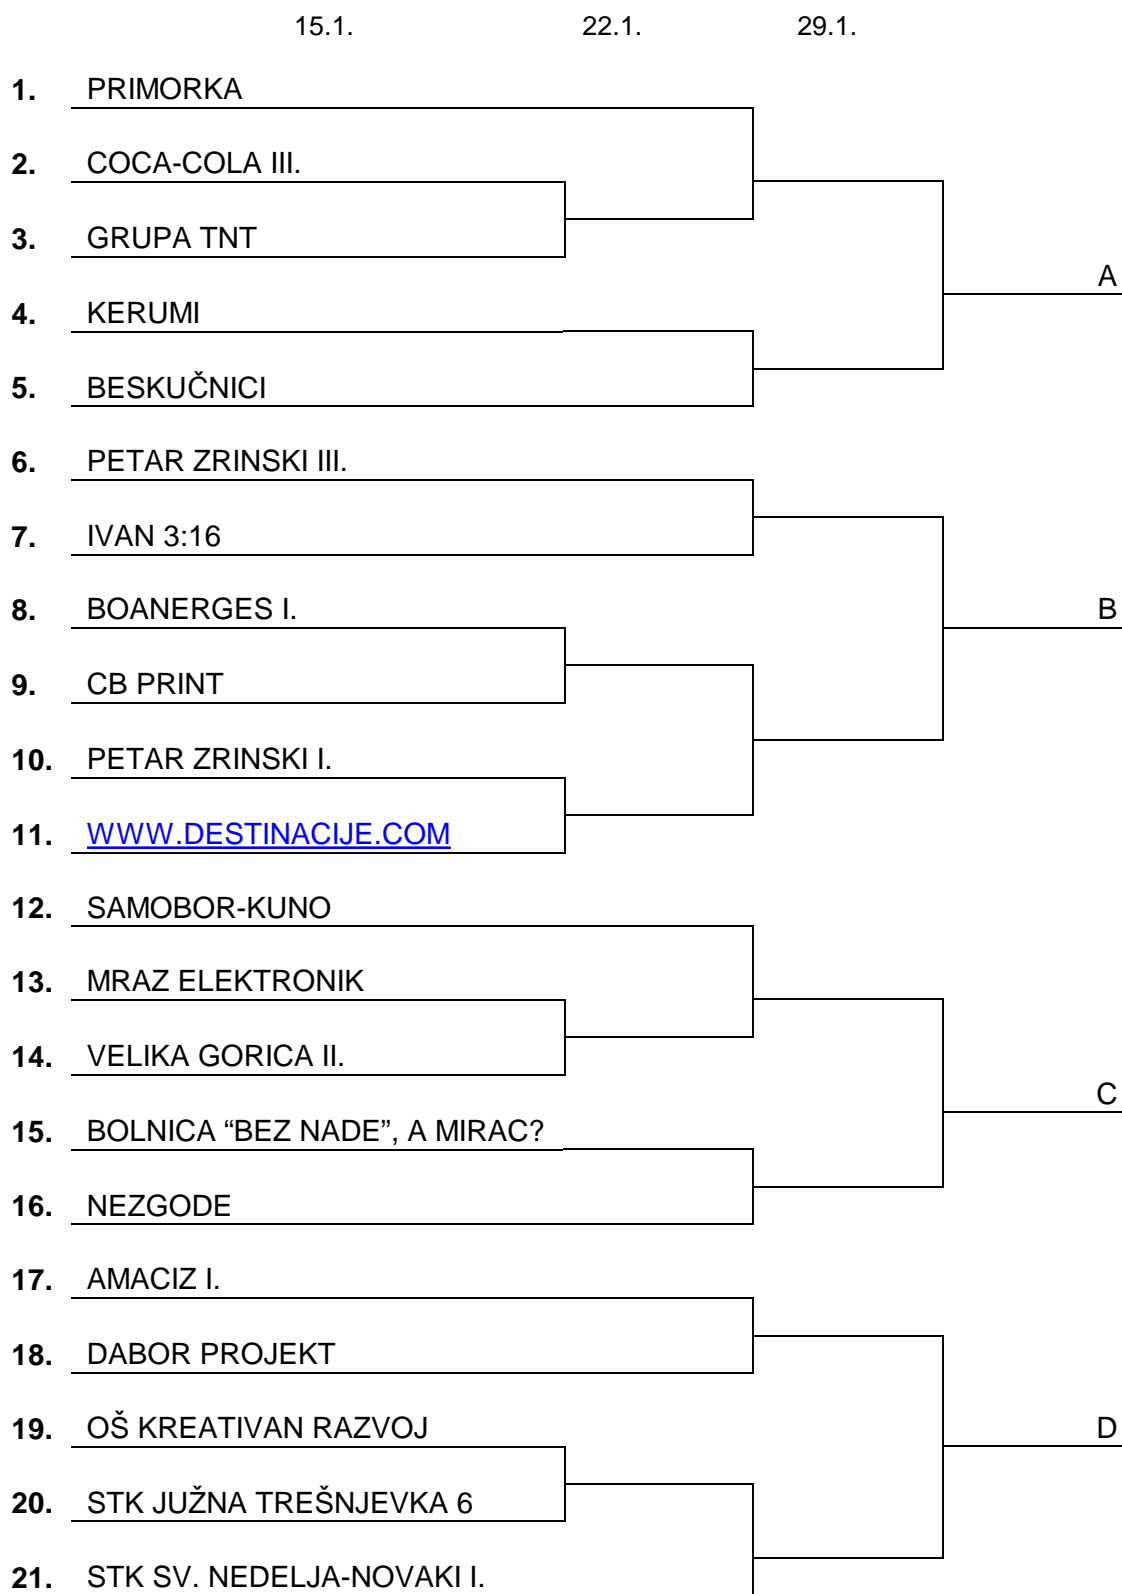 15.1. 22.1. 29.1.
1. PRIMORKA
2. COCA-COLA III.
3. GRUPA TNT
A
4. KERUMI
5. BESKUČNICI
6. PETAR ZRINSKI III.
7. IVAN 3:16
8. BOANERGES I. B
9. CB PRINT
10. PETAR ZRINSKI I.
11. WWW.DESTINACIJE.COM
12. SAMOBOR-KUNO
13. MRAZ ELEKTRONIK
14. VELIKA GORICA II.
C
15. BOLNICA “BEZ NADE”, A MIRAC?
16. NEZGODE
17. AMACIZ I.
18. DABOR PROJEKT
19. OŠ KREATIVAN RAZVOJ D
20. STK JUŽNA TREŠNJEVKA 6
21. STK SV. NEDELJA-NOVAKI I.